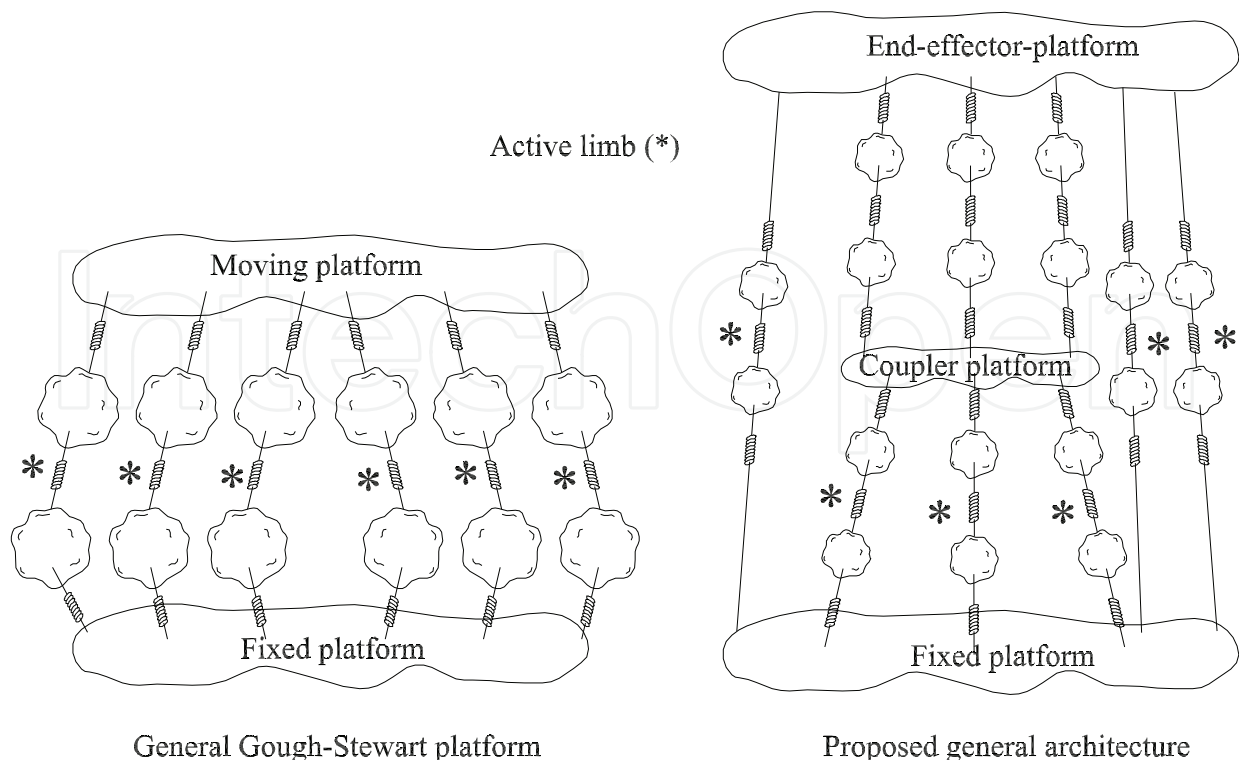 End-effector-platform
Active limb (*)
Moving platform
Coupler platform
*
*
*
*
*
*
*
*
*
*
*
*
Fixed platform
Fixed platform
General Gough-Stewart platform
Proposed general architecture
IntechOpen